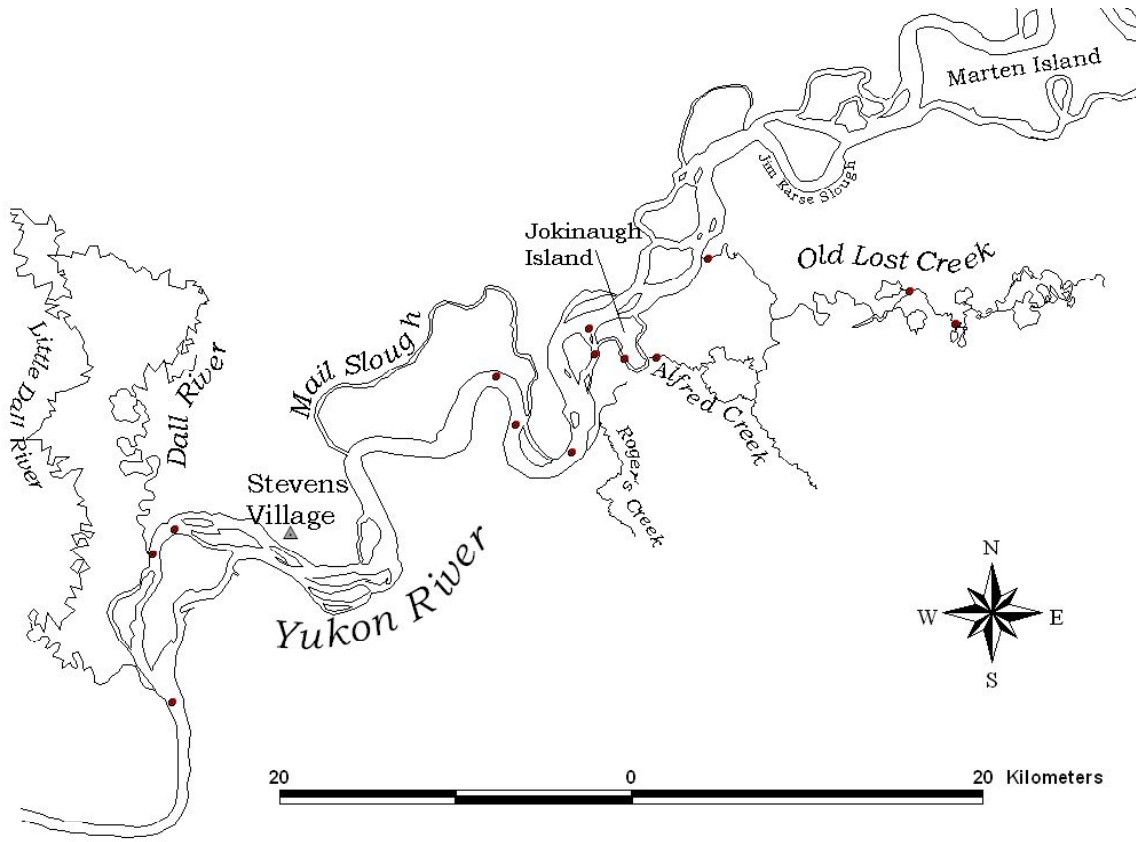 Marten Island
Jim Karse Slough
Jokinaugh
Island
Old Lost Creek
Mail Slough
Little Dall River
Dall River
Alfred Creek
Roger's Creek
Stevens
Village
Yukon River
N
W
E
S
20
0
20 Kilometers